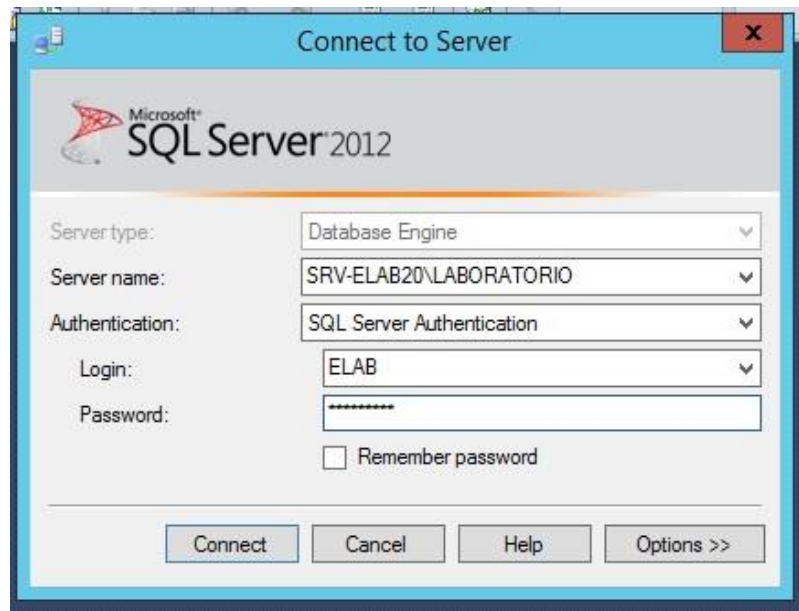 Connect to Server
x
Microsoft®
SQL Server® 2012
Server type: Database Engine
Server name: SRV-ELAB20\LABORATORIO
Authentication: SQL Server Authentication
Login: ELAB
Password: *********
Remember password
Connect Cancel Help Options >>